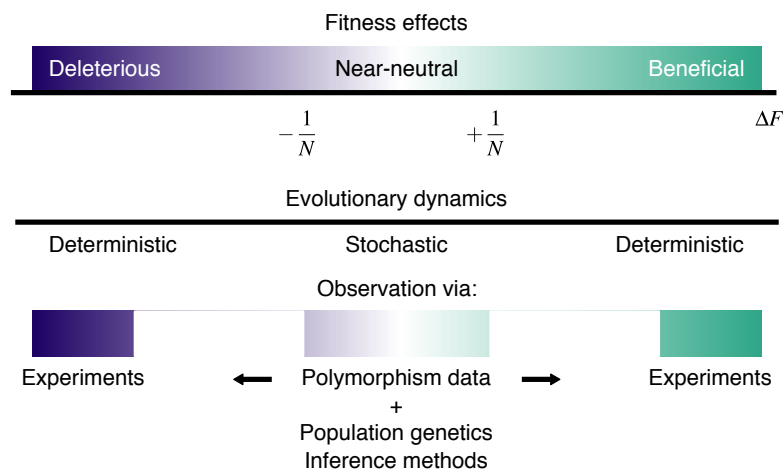 Fitness effects
Deleterious Near-neutral Beneficial
− 1/N + 1/N ΔF
Evolutionary dynamics
Deterministic Stochastic Deterministic
Observation via:
Experiments Polymorphism data Experiments
+
Population genetics
Inference methods